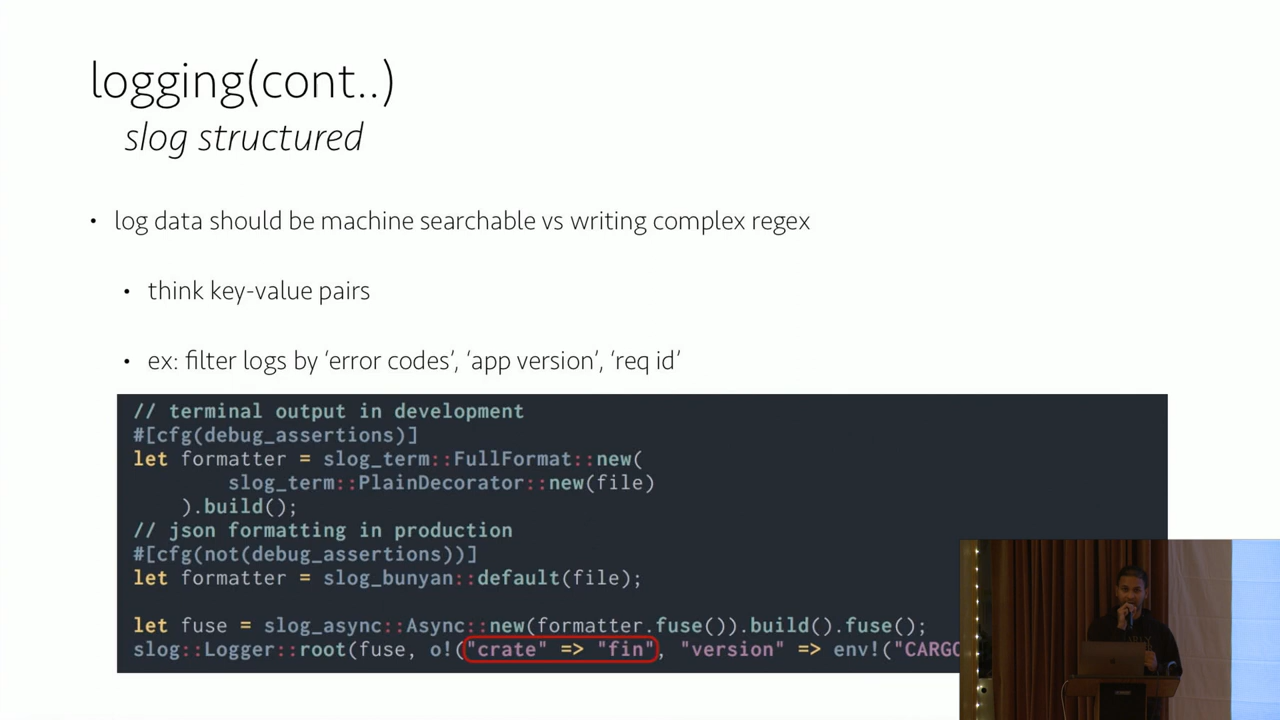 logging(cont..)
slog structured
• log data should be machine searchable vs writing complex regex
• think key-value pairs
• ex: filter logs by ‘error codes’, ‘app version’, ‘req id’
// terminal output in development
#[cfg(debug_assertions)]
let formatter = slog_term::FullFormat::new(
        slog_term::PlainDecorator::new(file)
    ).build();
// json formatting in production
#[cfg(not(debug_assertions))]
let formatter = slog_bunyan::default(file);
let fuse = slog_async::Async::new(formatter.fuse()).build().fuse();
slog::Logger::root(fuse, o!("crate" => "fin", "version" => env!("CARGO